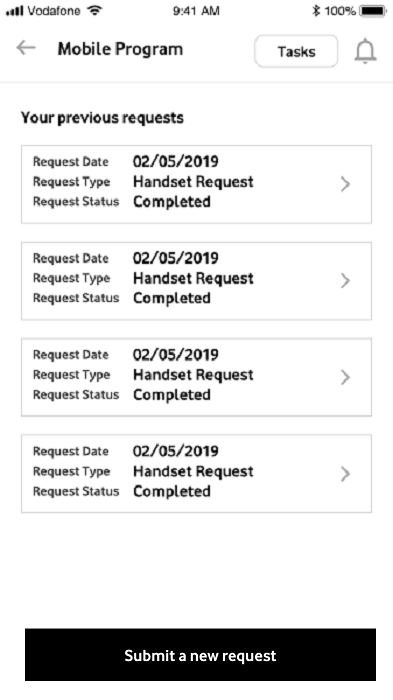 Vodafone 9:41 AM 100%
Mobile Program Tasks
Your previous requests
Request Date 02/05/2019
Request Type Handset Request
Request Status Completed
Request Date 02/05/2019
Request Type Handset Request
Request Status Completed
Request Date 02/05/2019
Request Type Handset Request
Request Status Completed
Request Date 02/05/2019
Request Type Handset Request
Request Status Completed
Submit a new request